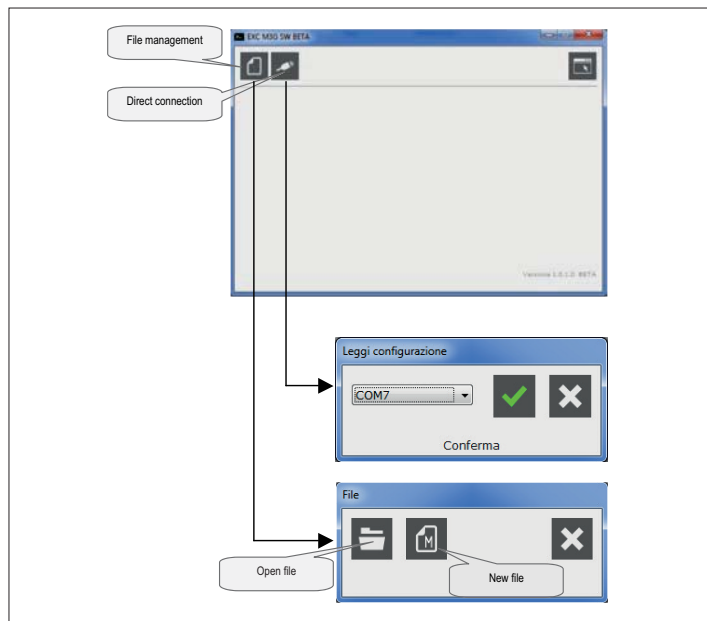 File management
EXC M3G SW BETA
Direct connection
Versione 1.0.1.0 BETA
Leggi configurazione
COM7
Conferma
File
M
Open file
New file